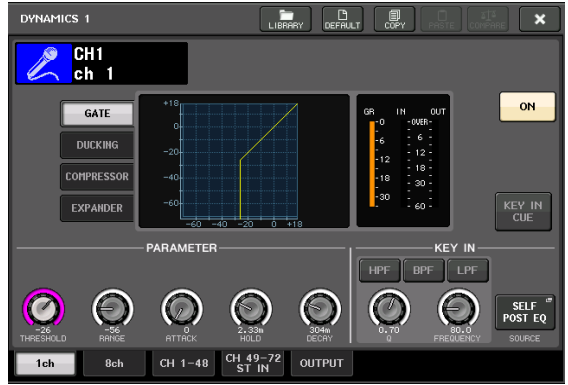 DYNAMICS 1
LIBRARY DEFAULT COPY PASTE COMPARE
CH1
ch 1
GATE
DUCKING
COMPRESSOR
EXPANDER
+18
0
-20
-40
-60
-60 -40 -20 0 +18
GR IN OUT
-0 -OVER-
-6 - 6 -
-12 - 12 -
-18 - 18 -
- 30 -
-30
- 60 -
ON
KEY IN
CUE
PARAMETER
KEY IN
HPF BPF LPF
-26 -56 0 2.33m 304m 0.70 80.0
THRESHOLD RANGE ATTACK HOLD DECAY Q FREQUENCY
SELF
POST EQ
SOURCE
1ch 8ch CH 1-48 CH 49-72
ST IN OUTPUT